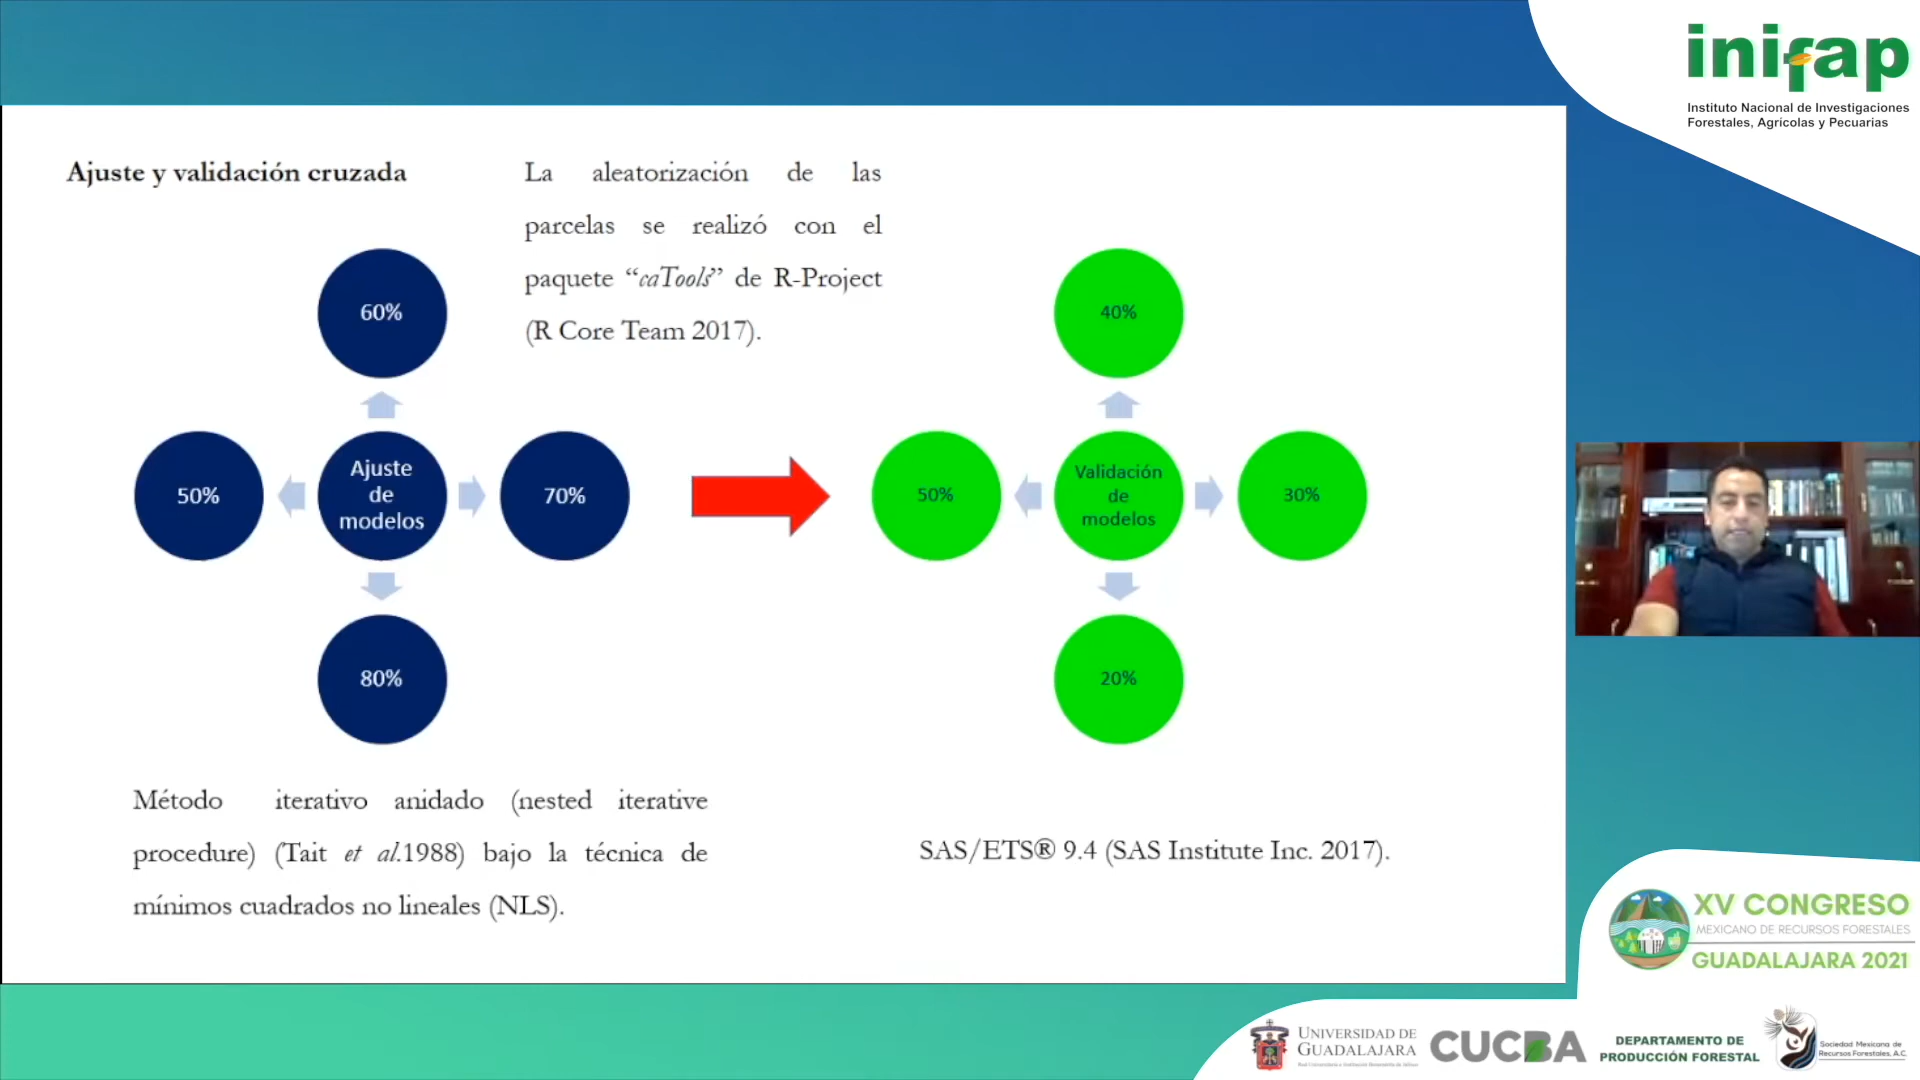 inifap
Instituto Nacional de Investigaciones
Forestales, Agrícolas y Pecuarias
Ajuste y validación cruzada
La aleatorización de las
parcelas se realizó con el
paquete “caTools” de R-Project
(R Core Team 2017).
60%
50%
Ajuste
de
modelos
70%
80%
40%
50%
Validación
de
modelos
30%
20%
Método iterativo anidado (nested iterative
procedure) (Tait et al.1988) bajo la técnica de
mínimos cuadrados no lineales (NLS).
SAS/ETS® 9.4 (SAS Institute Inc. 2017).
XV CONGRESO
MEXICANO DE RECURSOS FORESTALES
GUADALAJARA 2021
UNIVERSIDAD DE
GUADALAJARA
CUCBA
DEPARTAMENTO DE
PRODUCCIÓN FORESTAL
Sociedad Mexicana de
Recursos Forestales, A.C.